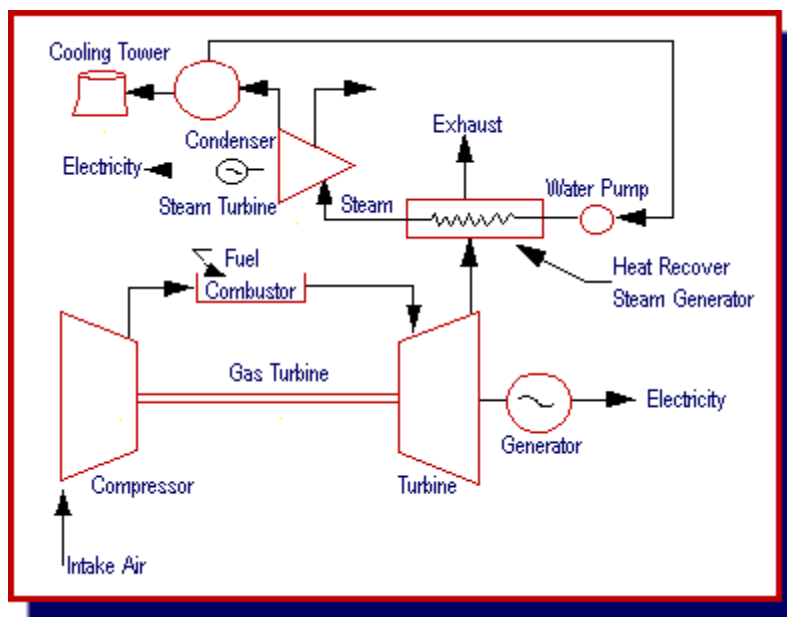 Cooling Tower
Condenser
Exhaust
Electricity
Water Pump
Steam Turbine
Steam
Fuel
Combustor
Heat Recover
Steam Generator
Gas Turbine
Electricity
Generator
Compressor
Turbine
Intake Air